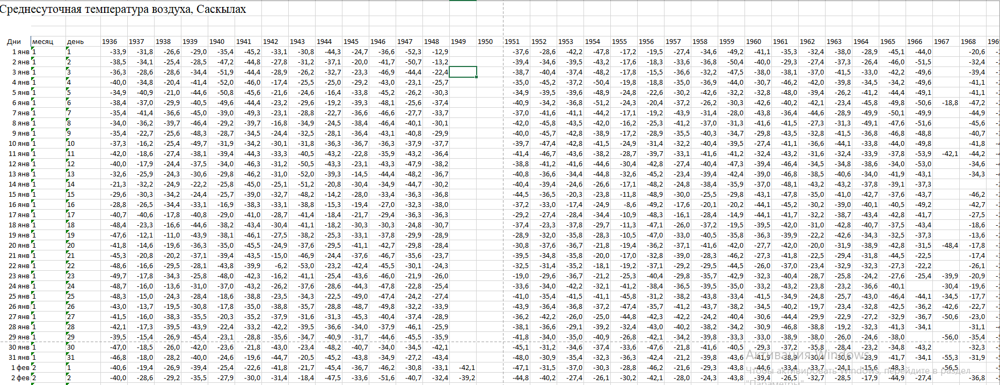 Среднесуточная температура воздуха, Саскылах
Дни месяц день 1936 1937 1938 1939 1940 1941 1942 1943 1944 1945 1946 1947 1948 1949 1950 1951 1952 1953 1954 1955 1956 1957 1958 1959 1960 1961 1962 1963 1964 1965 1966 1967 1968
1 янв 1 1 -33,9 -31,8 -26,6 -29,0 -35,4 -45,2 -33,1 -30,8 -44,3 -24,7 -36,6 -52,3 -12,9 -37,6 -28,6 -42,2 -47,8 -17,2 -19,5 -27,4 -34,6 -49,2 -41,1 -35,3 -32,4 -38,0 -28,9 -45,1 -44,0 -20,6
2 янв 1 2 -38,5 -34,1 -25,4 -28,5 -47,2 -44,8 -27,8 -31,2 -37,1 -20,0 -41,7 -50,7 -13,2 -39,4 -34,6 -39,5 -43,2 -17,6 -18,3 -33,6 -36,8 -50,4 -40,0 -29,3 -27,4 -37,3 -26,4 -46,0 -51,5 -32,4
3 янв 1 3 -36,3 -28,6 -28,6 -34,4 -51,9 -44,4 -28,9 -26,2 -32,7 -23,3 -46,9 -44,4 -22,4 -38,7 -40,4 -37,4 -48,2 -17,8 -15,5 -36,6 -32,2 -47,5 -38,0 -38,1 -37,0 -41,5 -33,0 -42,2 -49,6 -39,4
4 янв 1 4 -40,0 -34,8 -20,4 -41,4 -52,0 -46,0 -17,4 -25,5 -25,0 -29,2 -43,0 -23,1 -25,7 -35,0 -45,2 -37,2 -50,4 -19,8 -18,8 -35,0 -36,9 -44,0 -30,7 -46,2 -42,0 -39,8 -34,5 -34,2 -49,6 -41,1
5 янв 1 5 -34,9 -40,9 -21,0 -44,6 -50,8 -45,6 -21,6 -24,6 -16,4 -33,8 -45,2 -26,2 -30,3 -34,9 -39,5 -39,6 -48,9 -24,8 -22,6 -30,2 -42,6 -32,2 -32,8 -48,0 -39,4 -26,2 -41,2 -44,4 -49,1 -41,1
6 янв 1 6 -38,4 -37,0 -29,9 -40,5 -49,6 -44,4 -23,2 -29,6 -19,2 -39,3 -48,1 -25,6 -37,4 -40,9 -34,2 -36,8 -51,2 -24,3 -20,4 -37,2 -26,2 -30,3 -42,6 -40,2 -42,1 -23,4 -45,8 -49,8 -50,6 -18,8 -47,2
7 янв 1 7 -35,4 -41,4 -36,6 -45,0 -39,0 -49,3 -23,1 -28,8 -22,7 -36,6 -46,6 -27,7 -33,7 -37,0 -41,6 -41,1 -44,2 -17,1 -19,2 -43,9 -31,4 -28,0 -43,8 -36,4 -44,6 -28,9 -49,9 -50,1 -49,9 -44,9
8 янв 1 8 -34,0 -36,2 -39,7 -46,4 -29,2 -39,7 -16,8 -34,9 -24,5 -38,4 -46,4 -40,1 -30,1 -42,0 -45,8 -43,5 -42,0 -16,2 -25,3 -41,2 -37,0 -31,3 -41,6 -41,5 -27,3 -31,3 -49,1 -47,6 -51,6 -45,6
9 янв 1 9 -35,4 -22,7 -25,6 -48,3 -28,7 -34,5 -24,4 -32,5 -28,1 -36,4 -43,1 -40,8 -29,9 -40,0 -45,7 -42,8 -38,9 -17,2 -28,9 -35,5 -40,3 -34,7 -29,8 -43,5 -32,8 -41,5 -36,8 -46,8 -48,8 -40,7
10 янв 1 10 -37,3 -16,2 -25,4 -49,7 -31,9 -34,2 -30,1 -31,8 -36,3 -36,7 -36,3 -37,9 -37,7 -39,7 -47,4 -42,8 -41,5 -24,9 -31,4 -32,2 -40,4 -39,5 -27,4 -41,1 -36,6 -44,1 -33,8 -44,0 -49,8 -41,8
11 янв 1 11 -42,0 -18,6 -27,4 -38,1 -39,4 -44,3 -33,3 -40,5 -43,2 -22,8 -35,9 -43,2 -36,4 -41,4 -46,7 -43,6 -38,2 -28,7 -39,7 -33,1 -41,6 -41,2 -32,4 -43,2 -31,6 -32,4 -33,9 -37,8 -53,9 -42,1 -44,2
12 янв 1 12 -40,0 -17,9 -24,4 -37,5 -34,0 -46,3 -31,2 -50,5 -43,3 -23,1 -43,3 -47,9 -38,2 -38,8 -41,2 -41,6 -44,6 -30,4 -42,8 -27,4 -40,4 -47,3 -39,4 -46,4 -34,5 -34,8 -38,6 -34,0 -53,0 -34,6
13 янв 1 13 -32,6 -25,9 -24,3 -30,6 -29,8 -46,2 -31,0 -52,0 -39,3 -14,5 -44,4 -48,2 -36,7 -40,8 -36,6 -34,4 -44,8 -32,6 -45,2 -23,4 -39,4 -42,4 -39,0 -46,8 -38,5 -40,6 -34,0 -41,9 -43,1 -34,3
14 янв 1 14 -21,3 -32,2 -24,9 -22,2 -25,8 -45,0 -25,1 -51,2 -20,8 -30,4 -34,9 -44,7 -30,2 -40,4 -39,4 -24,6 -26,6 -17,1 -48,2 -24,8 -38,4 -35,9 -37,0 -48,1 -43,2 -43,2 -37,8 -39,1 -37,3
15 янв 1 15 -29,6 -30,3 -34,2 -24,4 -25,7 -39,0 -32,7 -48,2 -14,2 -28,0 -33,4 -36,3 -36,8 -44,5 -36,5 -20,3 -23,8 -11,8 -48,9 -30,0 -25,5 -29,8 -43,1 -47,8 -35,0 -41,0 -42,7 -37,6 -43,7 -46,2
16 янв 1 16 -28,8 -26,5 -34,4 -33,1 -16,9 -38,3 -33,1 -38,8 -15,3 -19,4 -27,0 -32,3 -38,0 -37,2 -33,0 -17,4 -24,9 -8,6 -49,2 -17,6 -20,1 -20,2 -44,1 -45,2 -30,2 -39,0 -40,1 -40,5 -49,2 -42,7
17 янв 1 17 -40,7 -40,6 -17,8 -40,8 -29,0 -41,0 -28,7 -41,4 -18,4 -21,7 -29,4 -36,3 -36,3 -29,2 -27,4 -28,4 -34,4 -10,9 -48,3 -16,1 -28,4 -14,9 -44,1 -41,7 -32,2 -38,7 -43,4 -42,8 -41,7 -27,5
18 янв 1 18 -48,4 -23,3 -16,6 -44,6 -38,2 -43,4 -30,4 -41,1 -18,2 -30,3 -30,3 -24,8 -30,7 -37,4 -23,3 -37,8 -29,7 -11,3 -47,1 -26,0 -37,2 -19,5 -39,5 -42,0 -31,0 -42,8 -40,7 -37,5 -43,4 -18,6
19 янв 1 19 -47,6 -12,1 -11,0 -43,9 -38,1 -46,1 -27,5 -38,2 -25,3 -33,1 -37,8 -29,9 -28,9 -28,9 -32,0 -35,8 -28,3 -10,5 -47,0 -33,0 -40,5 -35,8 -36,3 -39,9 -22,2 -42,6 -34,3 -32,5 -37,3 -13,6
20 янв 1 20 -41,8 -14,6 -19,6 -36,3 -35,0 -45,5 -24,9 -37,6 -29,5 -41,1 -42,7 -29,8 -28,4 -30,8 -37,6 -36,7 -21,8 -19,4 -36,2 -37,1 -41,6 -42,0 -27,7 -42,0 -20,0 -31,9 -38,9 -42,8 -31,5 -48,4 -17,8
21 янв 1 21 -45,3 -20,8 -20,2 -37,1 -39,4 -43,5 -15,0 -46,9 -24,4 -37,6 -46,7 -35,6 -23,7 -39,5 -34,8 -35,8 -20,0 -17,0 -32,8 -39,0 -28,3 -46,2 -27,3 -41,8 -22,5 -29,4 -31,8 -44,5 -22,5 -17,4
22 янв 1 22 -48,6 -16,6 -29,5 -28,1 -43,8 -39,9 -6,2 -53,0 -23,2 -42,4 -45,5 -30,1 -24,3 -32,5 -31,4 -35,2 -18,1 -19,2 -37,1 -29,2 -29,5 -44,5 -26,0 -37,0 -23,4 -32,9 -32,3 -27,3 -22,2 -26,1
23 янв 1 23 -49,7 -17,8 -34,3 -25,8 -48,0 -42,3 -16,2 -41,1 -25,4 -43,6 -46,0 -21,9 -26,0 -19,0 -29,6 -36,7 -21,2 -25,3 -40,4 -29,8 -35,7 -42,9 -32,3 -40,4 -28,7 -25,8 -24,2 -27,6 -25,4 -39,9 -20,9
24 янв 1 24 -48,7 -16,0 -13,6 -31,0 -37,0 -43,2 -26,2 -37,6 -28,6 -44,3 -47,8 -22,8 -25,4 -33,6 -34,0 -42,2 -32,1 -41,2 -38,4 -36,5 -39,5 -35,0 -33,2 -43,2 -23,8 -23,2 -36,6 -40,1 -30,4 -19,6
25 янв 1 25 -48,3 -15,0 -24,3 -28,4 -18,6 -38,8 -23,5 -34,3 -22,5 -49,0 -47,4 -24,2 -27,4 -41,0 -35,4 -41,5 -41,1 -45,8 -31,2 -38,2 -43,8 -33,4 -41,5 -34,9 -24,8 -25,7 -43,0 -46,4 -44,1 -34,5 -17,7
26 янв 1 26 -43,0 -13,7 -19,5 -30,8 -17,8 -35,0 -38,8 -35,7 -28,8 -48,7 -49,8 -32,2 -33,9 -43,9 -36,4 -36,8 -37,2 -47,4 -35,7 -41,2 -43,7 -38,2 -34,5 -40,2 -19,7 -23,4 -32,8 -42,5 -36,2 -42,6 -22,7
27 янв 1 27 -41,5 -16,0 -38,3 -35,5 -20,3 -35,2 -37,9 -31,6 -31,3 -45,3 -40,4 -37,4 -28,9 -36,2 -42,2 -26,0 -25,0 -44,8 -42,3 -42,2 -24,2 -40,4 -30,6 -44,4 -29,9 -22,9 -27,2 -32,9 -36,7 -50,6 -23,0
28 янв 1 28 -42,1 -17,3 -39,5 -43,9 -22,4 -33,2 -42,2 -39,5 -36,6 -34,0 -37,9 -46,1 -25,9 -38,1 -36,6 -29,1 -39,2 -32,4 -43,0 -40,2 -38,2 -34,2 -30,9 -46,8 -38,8 -19,2 -32,3 -41,3 -34,1 -31,1
29 янв 1 29 -39,5 -15,4 -26,9 -45,4 -23,1 -28,8 -35,6 -34,7 -40,9 -31,7 -44,6 -45,5 -35,9 -41,8 -34,0 -35,0 -40,9 -26,8 -42,1 -34,2 -39,8 -33,3 -33,0 -38,9 -38,0 -26,0 -24,6 -38,0 -56,0 -35,4
30 янв 1 30 -47,0 -18,5 -26,0 -42,0 -23,6 -21,8 -43,0 -23,4 -48,2 -40,7 -34,0 -34,5 -42,1 -45,1 -31,2 -34,6 -37,4 -33,6 -47,6 -21,8 -41,6 -40,5 -29,3 -37,2 -35,8 -28,4 -23,2 -34,8 -43,2 -32,3
31 янв 1 31 -46,8 -18,0 -28,2 -40,0 -24,6 -19,6 -44,7 -20,5 -45,2 -43,8 -34,9 -27,2 -43,4 -48,0 -30,9 -35,4 -32,3 -36,3 -42,4 -21,2 -39,8 -43,6 -41,9 -38,9 -30,4 -30,6 -23,9 -41,7 -34,1 -55,3 -31,9
1 фев 2 1 -40,6 -19,4 -26,9 -39,4 -25,4 -22,6 -41,8 -21,7 -45,4 -36,7 -46,2 -30,8 -33,1 -42,1 -47,1 -31,5 -37,0 -30,3 -28,8 -46,2 -21,6 -29,3 -43,8 -44,6 -33,4 -33,7 -24,1 -15,6 -48,3 -56,5
2 фев 2 2 -40,0 -28,6 -29,2 -35,5 -27,9 -30,0 -31,4 -18,4 -47,5 -33,6 -51,6 -40,7 -32,4 -39,2 -44,8 -40,2 -27,4 -26,1 -30,2 -42,1 -28,0 -24,3 -43,8 -39,4 -26,5 -32,7 -28,5 -17,9 -44,9 -27,4 -36,8
Активация Windows
Чтобы активировать Windows, перейдите в раздел
"Параметры".